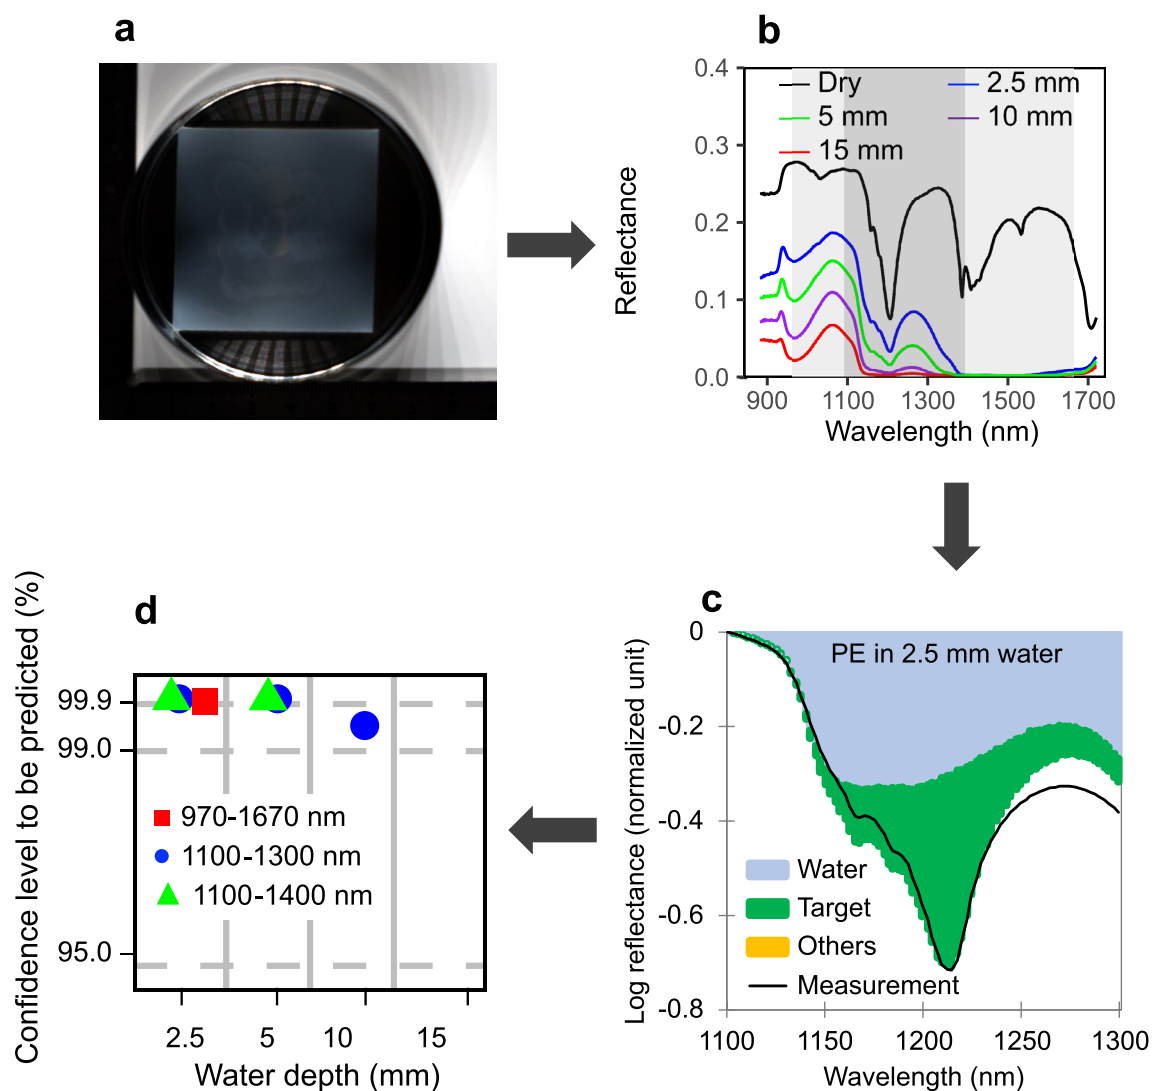 a
b
0.4
0.3
0.2
0.1
0.0
Reflectance
Dry
2.5 mm
5 mm
10 mm
15 mm
900
1100
1300
1500
1700
Wavelength (nm)
c
0
-0.2
-0.4
-0.6
-0.8
Log reflectance (normalized unit)
PE in 2.5 mm water
Water
Target
Others
Measurement
1100
1150
1200
1250
1300
Wavelength (nm)
d
Confidence level to be predicted (%)
99.9
99.0
95.0
970-1670 nm
1100-1300 nm
1100-1400 nm
2.5
5
10
15
Water depth (mm)